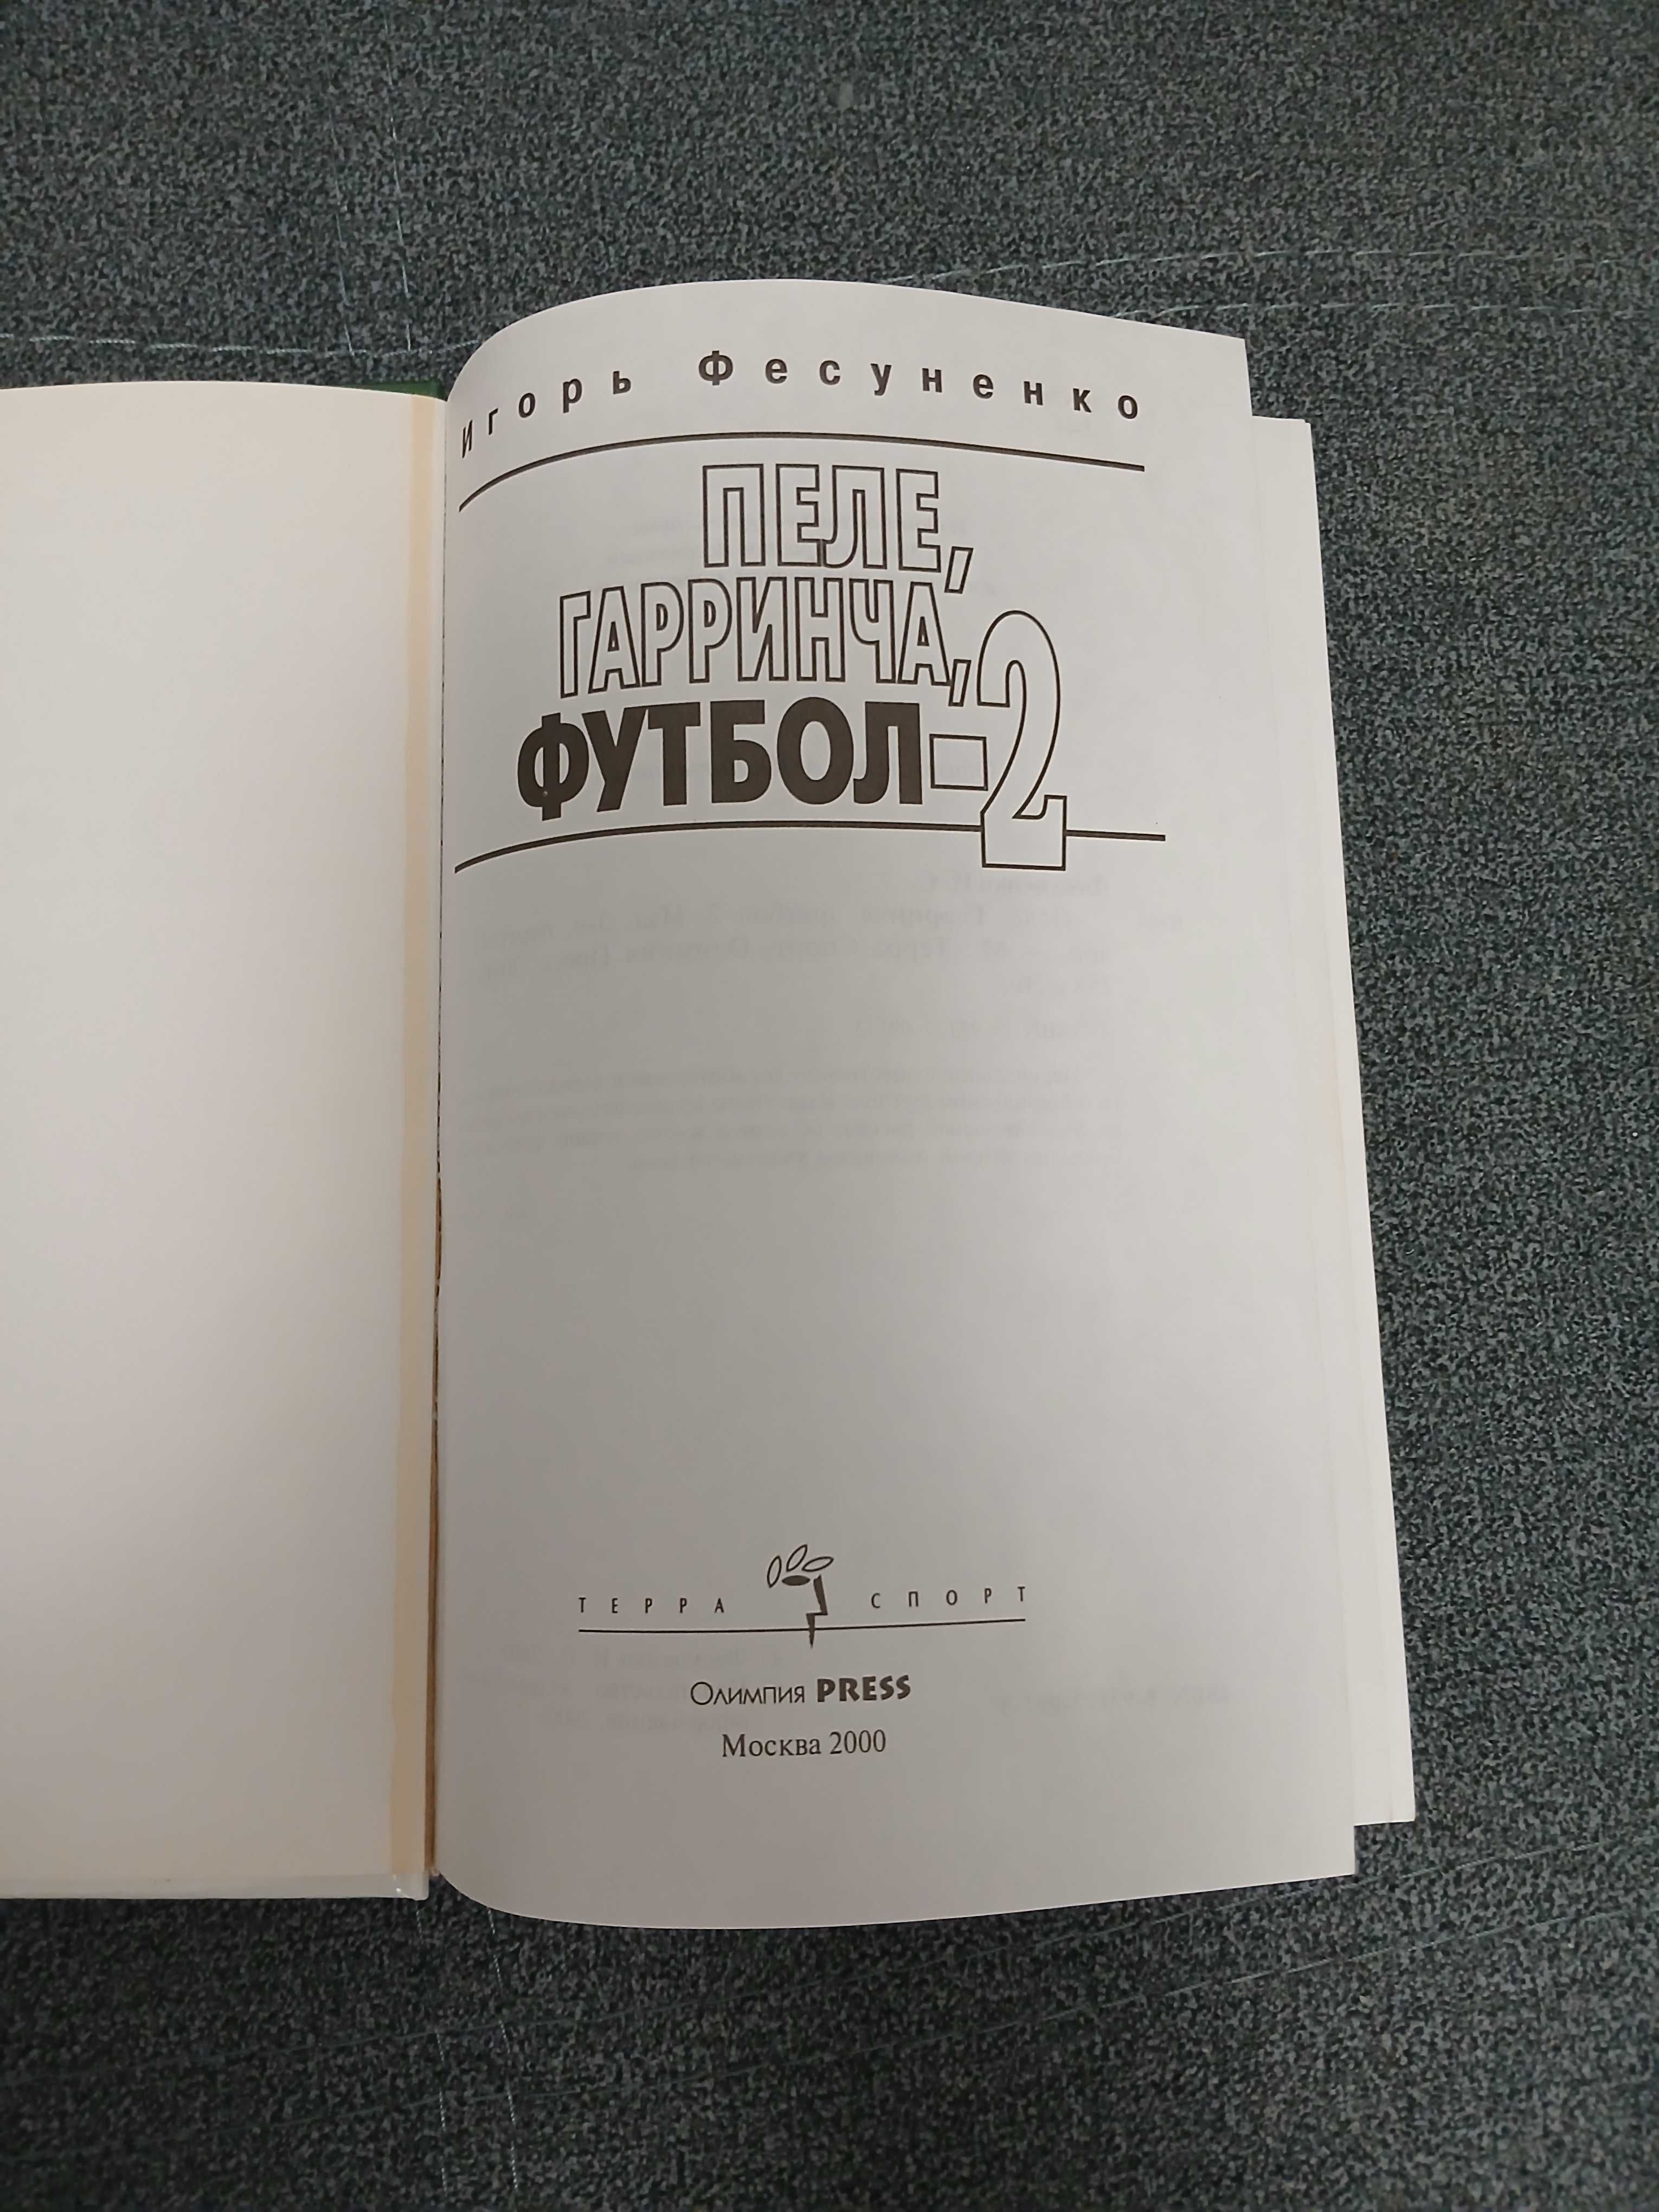 Игорь Фесуненко
ПЕЛЕ,
ГАРРИНЧА,
ФУТБОЛ-2
ТЕРРА СПОРТ
Олимпия PRESS
Москва 2000